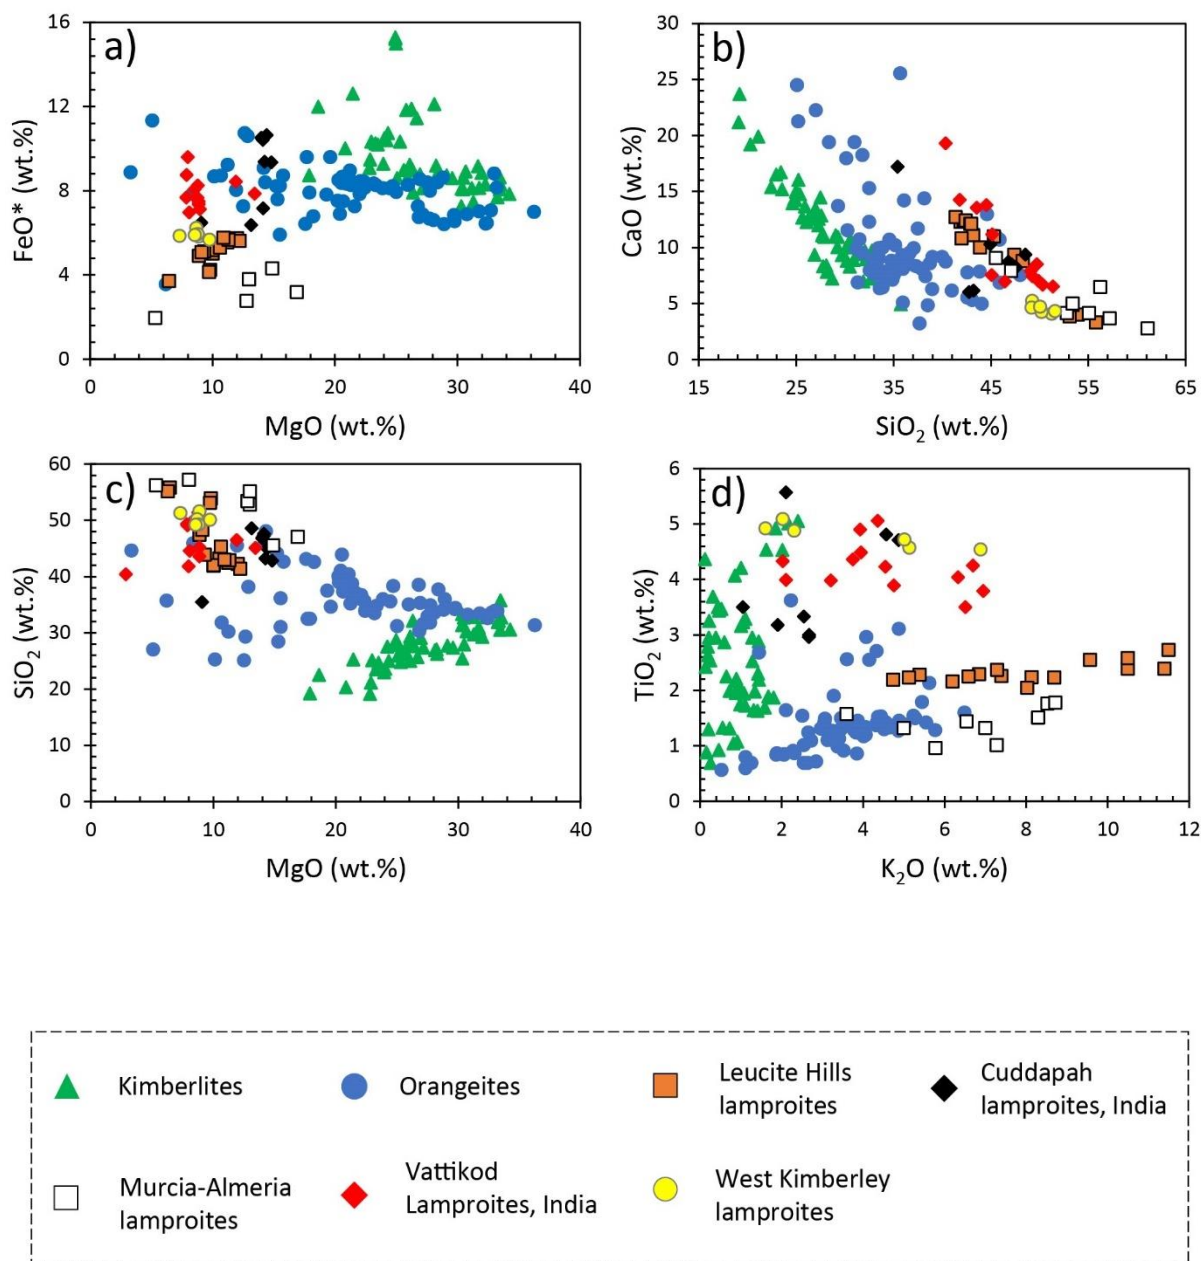 a)
16
12
8
4
0
FeO* (wt.%)
0 10 20 30 40
MgO (wt.%)
b)
30
25
20
15
10
5
0
CaO (wt.%)
15 25 35 45 55 65
SiO₂ (wt.%)
c)
60
50
40
30
20
10
0
SiO₂ (wt.%)
0 10 20 30 40
MgO (wt.%)
d)
6
5
4
3
2
1
0
TiO₂ (wt.%)
0 2 4 6 8 10 12
K₂O (wt.%)
Kimberlites
Orangeites
Leucite Hills
lamproites
Cuddapah
lamproites, India
Murcia-Almeria
lamproites
Vattikod
Lamproites, India
West Kimberley
lamproites